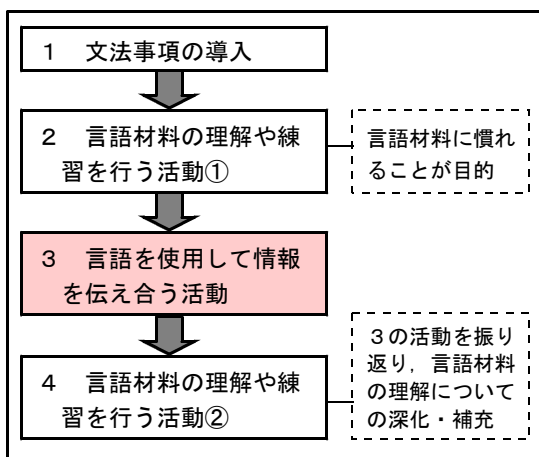 １　文法事項の導入
２　言語材料の理解や練
習を行う活動①
言語材料に慣れ
ることが目的
３　言語を使用して情報
を伝え合う活動
４　言語材料の理解や練
習を行う活動②
３の活動を振り
返り，言語材料
の理解について
の深化・補充